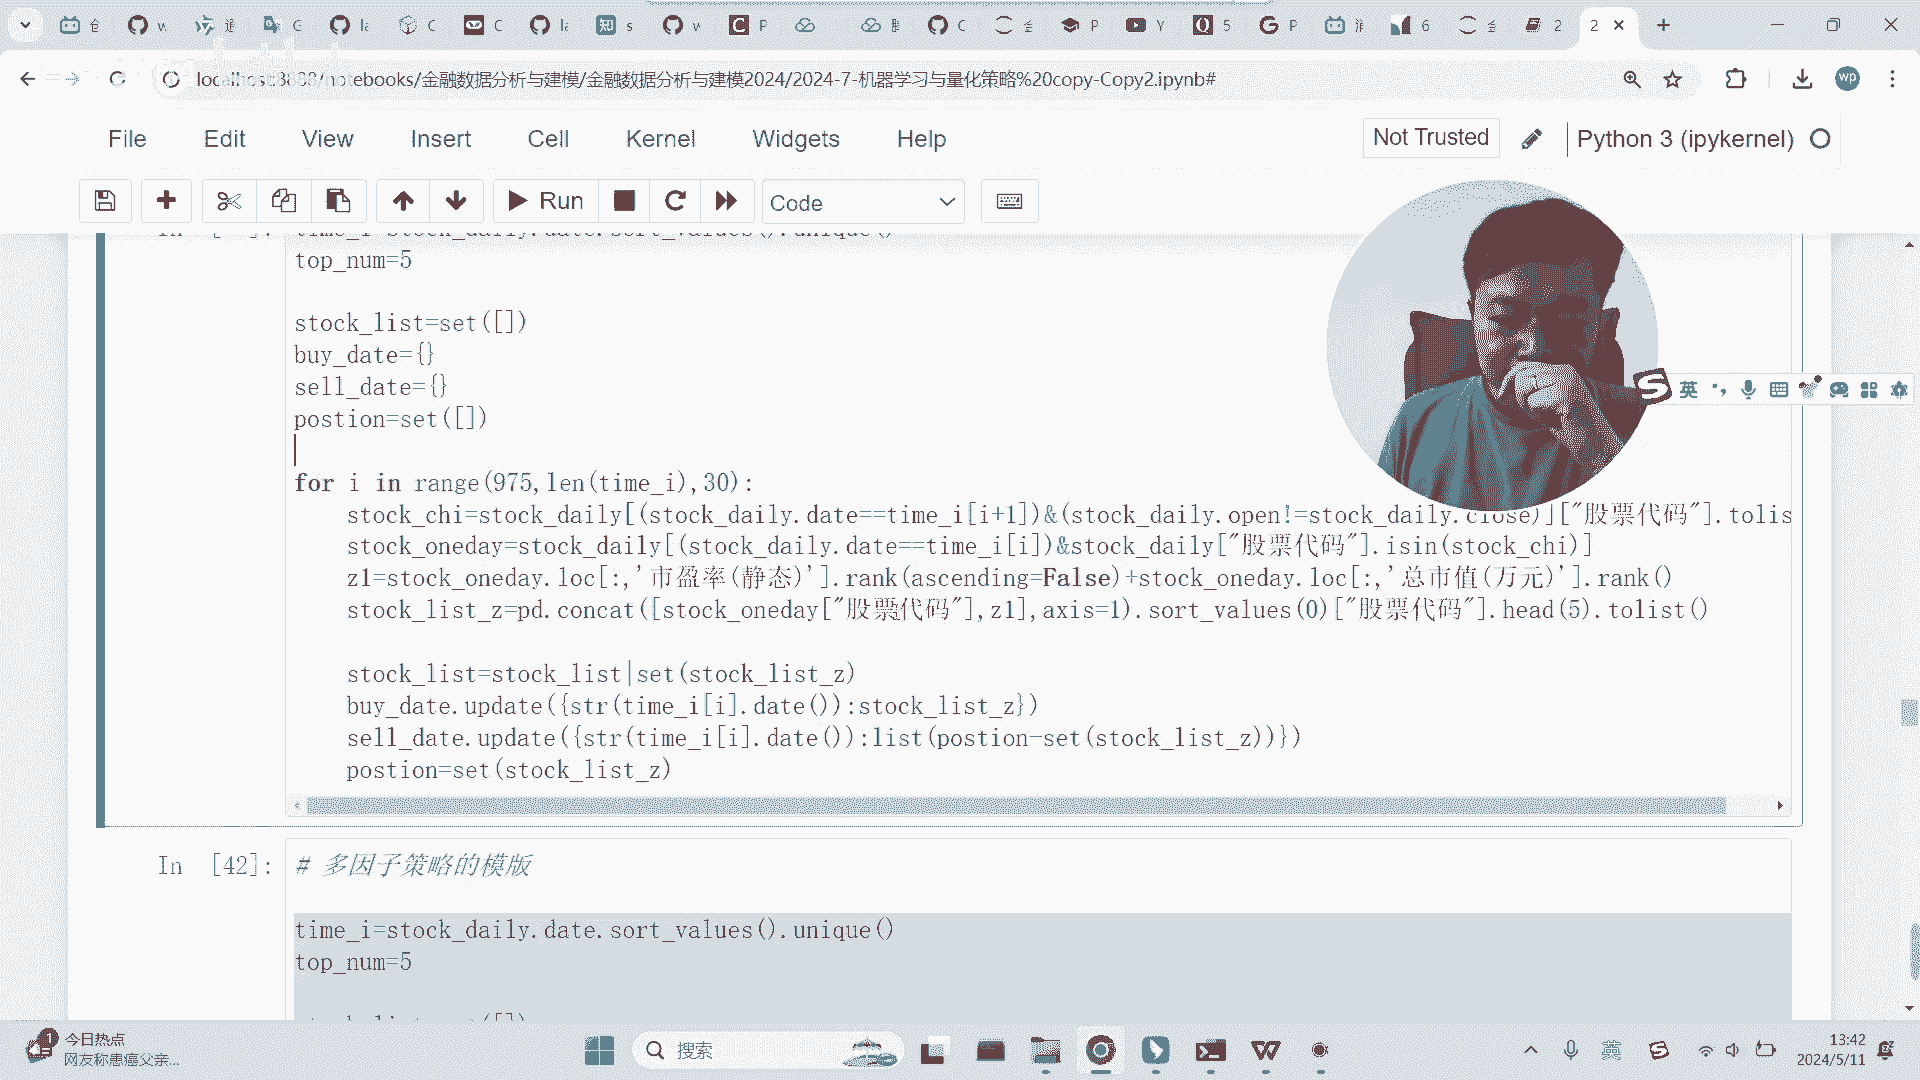 localhost:8888/notebooks/金融数据分析与建模/金融数据分析与建模2024/2024-7-机器学习与量化策略%20copy-Copy2.ipynb#
wp
File Edit View Insert Cell Kernel Widgets Help
Not Trusted
Python 3 (ipykernel)
Run
Code
time_i=stock_daily.date.sort_values().unique()
top_num=5
stock_list=set([])
buy_date={}
sell_date={}
postion=set([])
英
for i in range(975,len(time_i),30):
stock_chi=stock_daily[(stock_daily.date==time_i[i+1])&(stock_daily.open!=stock_daily.close)]["股票代码"].tolis
stock_oneday=stock_daily[(stock_daily.date==time_i[i])&stock_daily["股票代码"].isin(stock_chi)]
z1=stock_oneday.loc[:,'市盈率(静态)'].rank(ascending=False)+stock_oneday.loc[:,'总市值(万元)'].rank()
stock_list_z=pd.concat([stock_oneday["股票代码"],z1],axis=1).sort_values(0)["股票代码"].head(5).tolist()
stock_list=stock_list|set(stock_list_z)
buy_date.update({str(time_i[i].date()):stock_list_z})
sell_date.update({str(time_i[i].date()):list(postion-set(stock_list_z))})
postion=set(stock_list_z)
In [42]:
# 多因子策略的模版
time_i=stock_daily.date.sort_values().unique()
top_num=5
1
今日热点
网友称患癌父亲...
搜索
英
13:42
2024/5/11